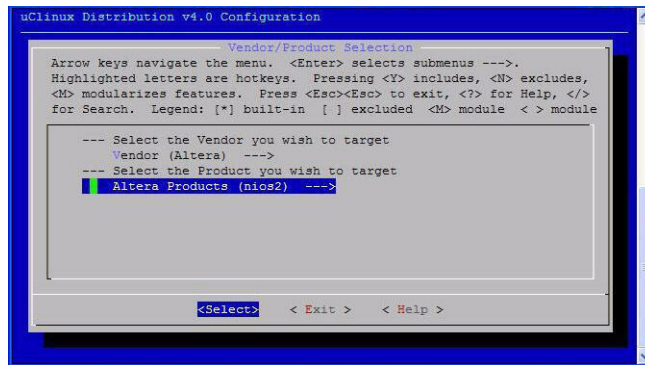 uClinux Distribution v4.0 Configuration
Vendor/Product Selection
Arrow keys navigate the menu. <Enter> selects submenus --->.
Highlighted letters are hotkeys. Pressing <Y> includes, <N> excludes,
<M> modularizes features. Press <Esc><Esc> to exit, <?> for Help, </>
for Search. Legend: [*] built-in [ ] excluded <M> module < > module
--- Select the Vendor you wish to target
Vendor (Altera) --->
--- Select the Product you wish to target
Altera Products (nios2) --->
<Select> < Exit > < Help >